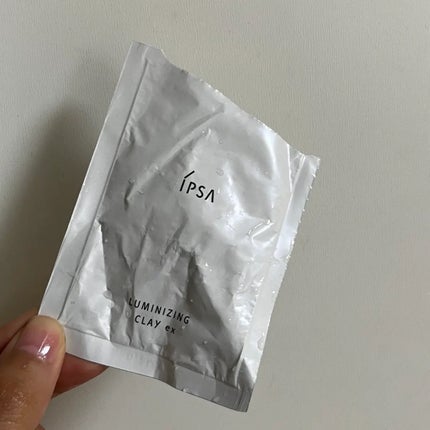 IPSA
LUMINIZING
CLAY ex